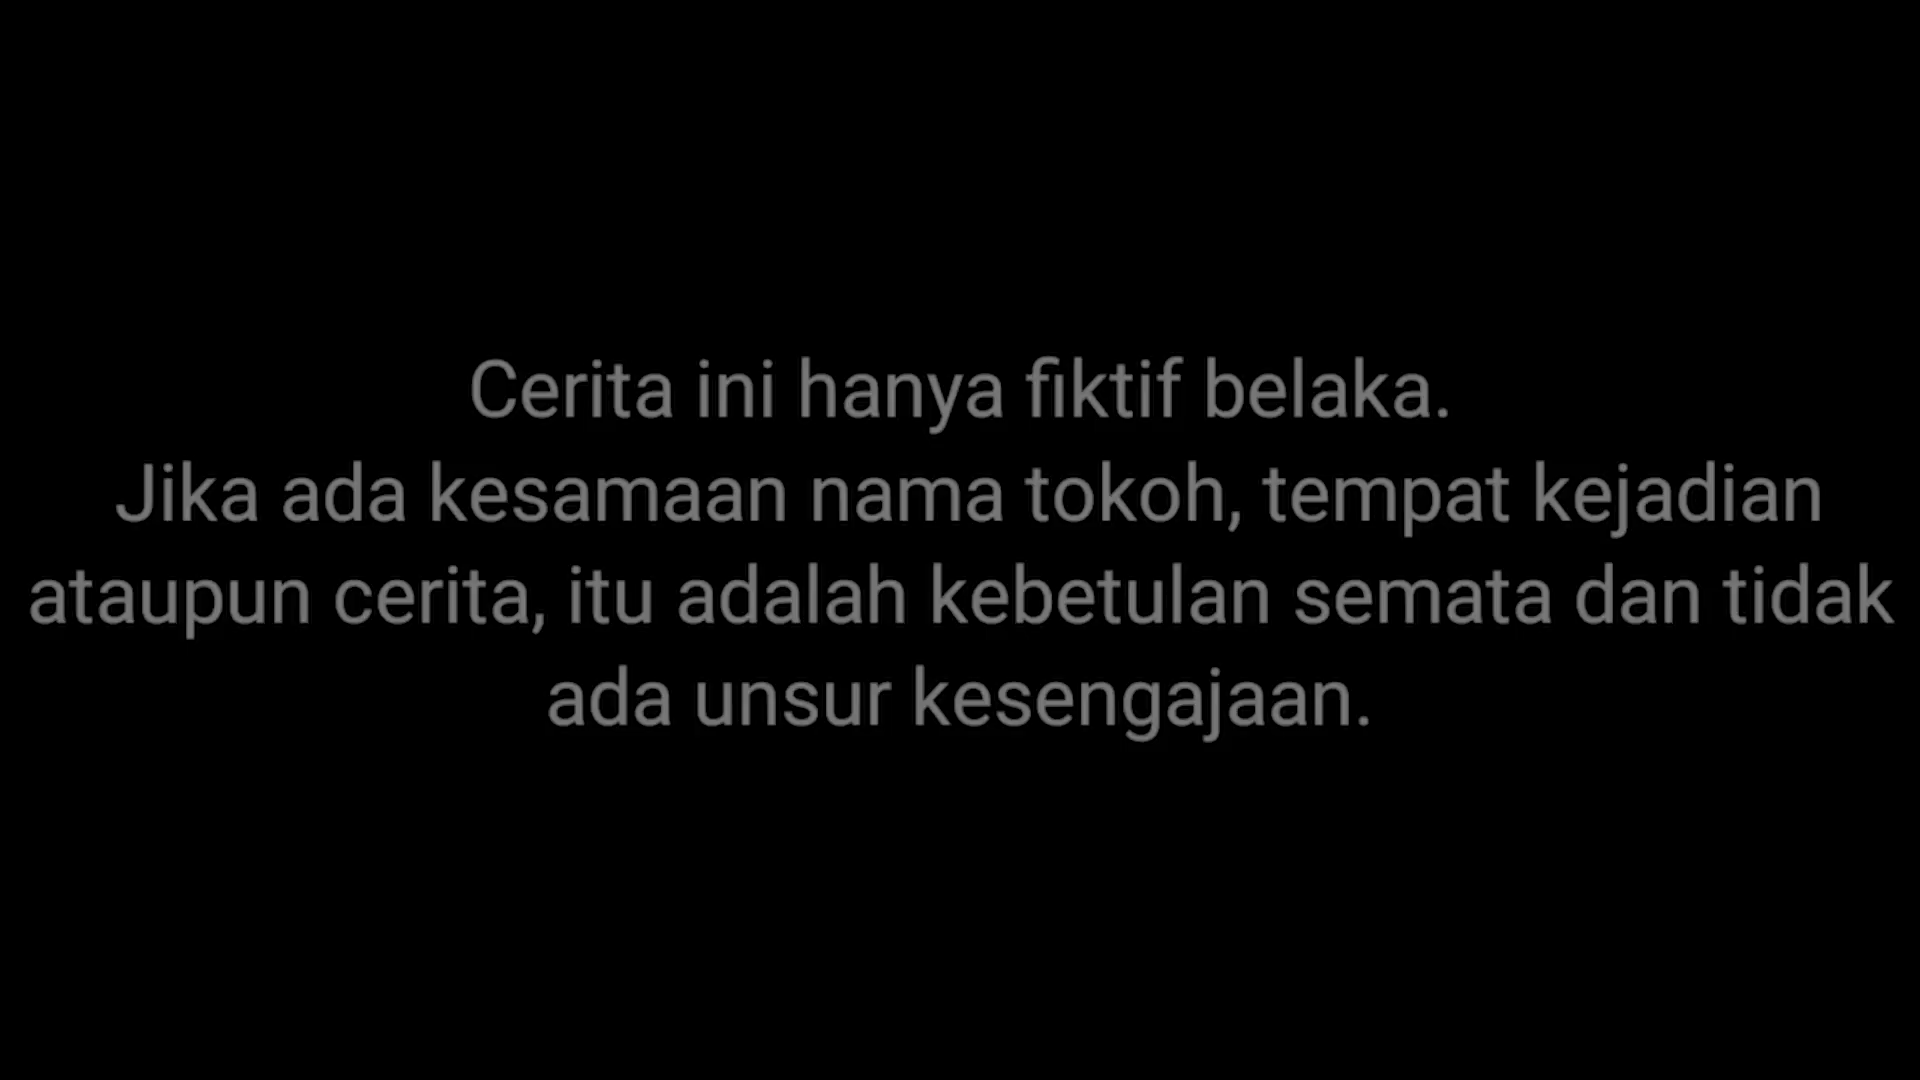 Cerita ini hanya fiktif belaka.
Jika ada kesamaan nama tokoh, tempat kejadian
ataupun cerita, itu adalah kebetulan semata dan tidak
ada unsur kesengajaan.